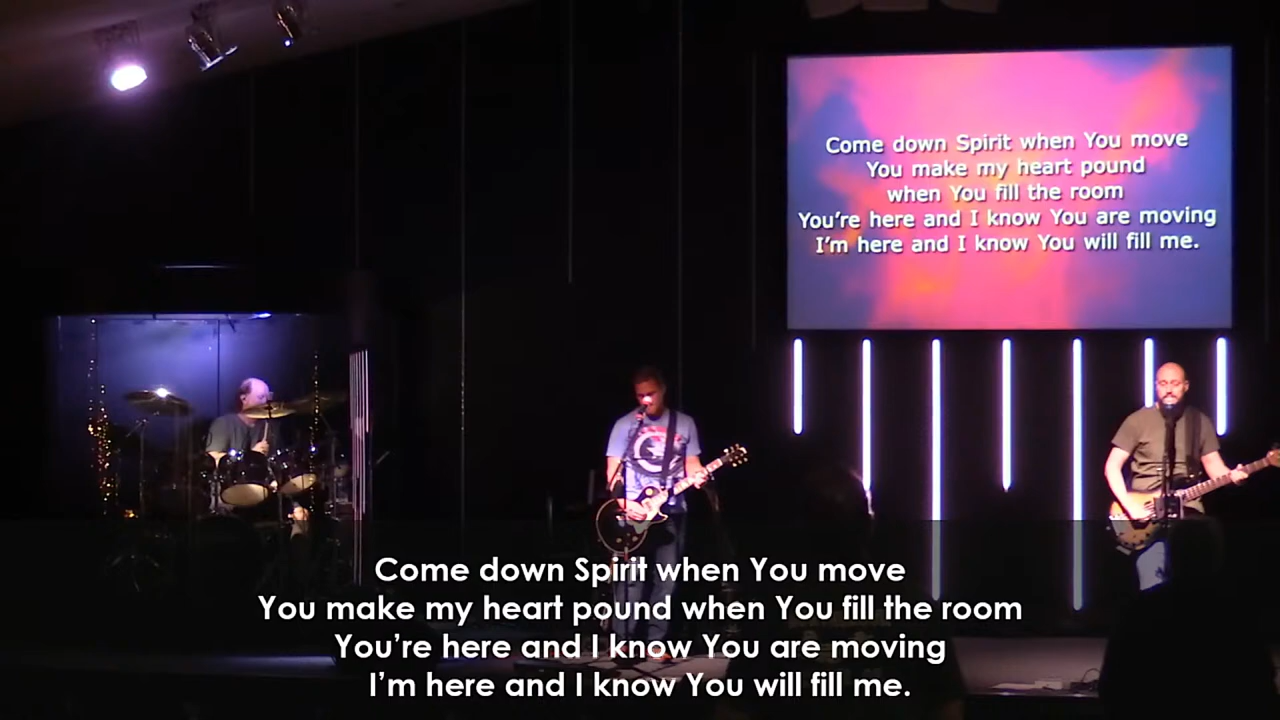 Come down Spirit when You move
You make my heart pound
when You fill the room
You're here and I know You are moving
I'm here and I know You will fill me.
Come down Spirit when You move
You make my heart pound when You fill the room
You’re here and I know You are moving
I’m here and I know You will fill me.